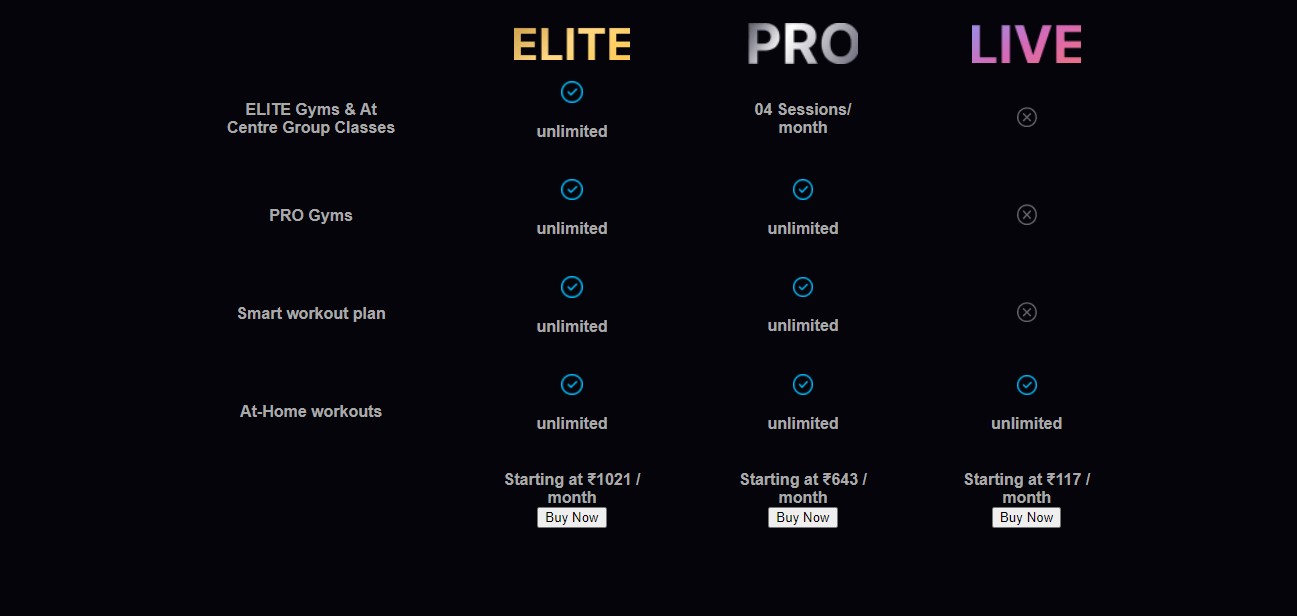 ELITE PRO LIVE
ELITE Gyms & At
Centre Group Classes
unlimited
04 Sessions/
month
PRO Gyms
unlimited
unlimited
Smart workout plan
unlimited
unlimited
At-Home workouts
unlimited
unlimited
unlimited
Starting at ₹1021 /
month
Buy Now
Starting at ₹643 /
month
Buy Now
Starting at ₹117 /
month
Buy Now